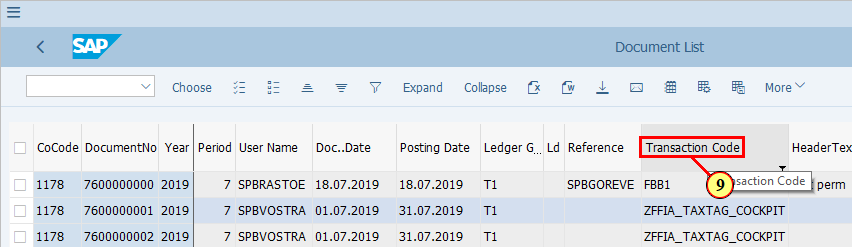 SAP Document List
Choose Expand Collapse More
CoCode DocumentNo Year Period User Name Doc..Date Posting Date Ledger G... Ld Reference Transaction Code HeaderTex
1178 7600000000 2019 7 SPBRASTOE 18.07.2019 18.07.2019 T1 SPBGOREVE FBB1 9 nsaction Code perm
1178 7600000001 2019 7 SPBVOSTRA 01.07.2019 31.07.2019 T1 ZFFIA_TAXTAG_COCKPIT
1178 7600000002 2019 7 SPBVOSTRA 01.07.2019 31.07.2019 T1 ZFFIA_TAXTAG_COCKPIT